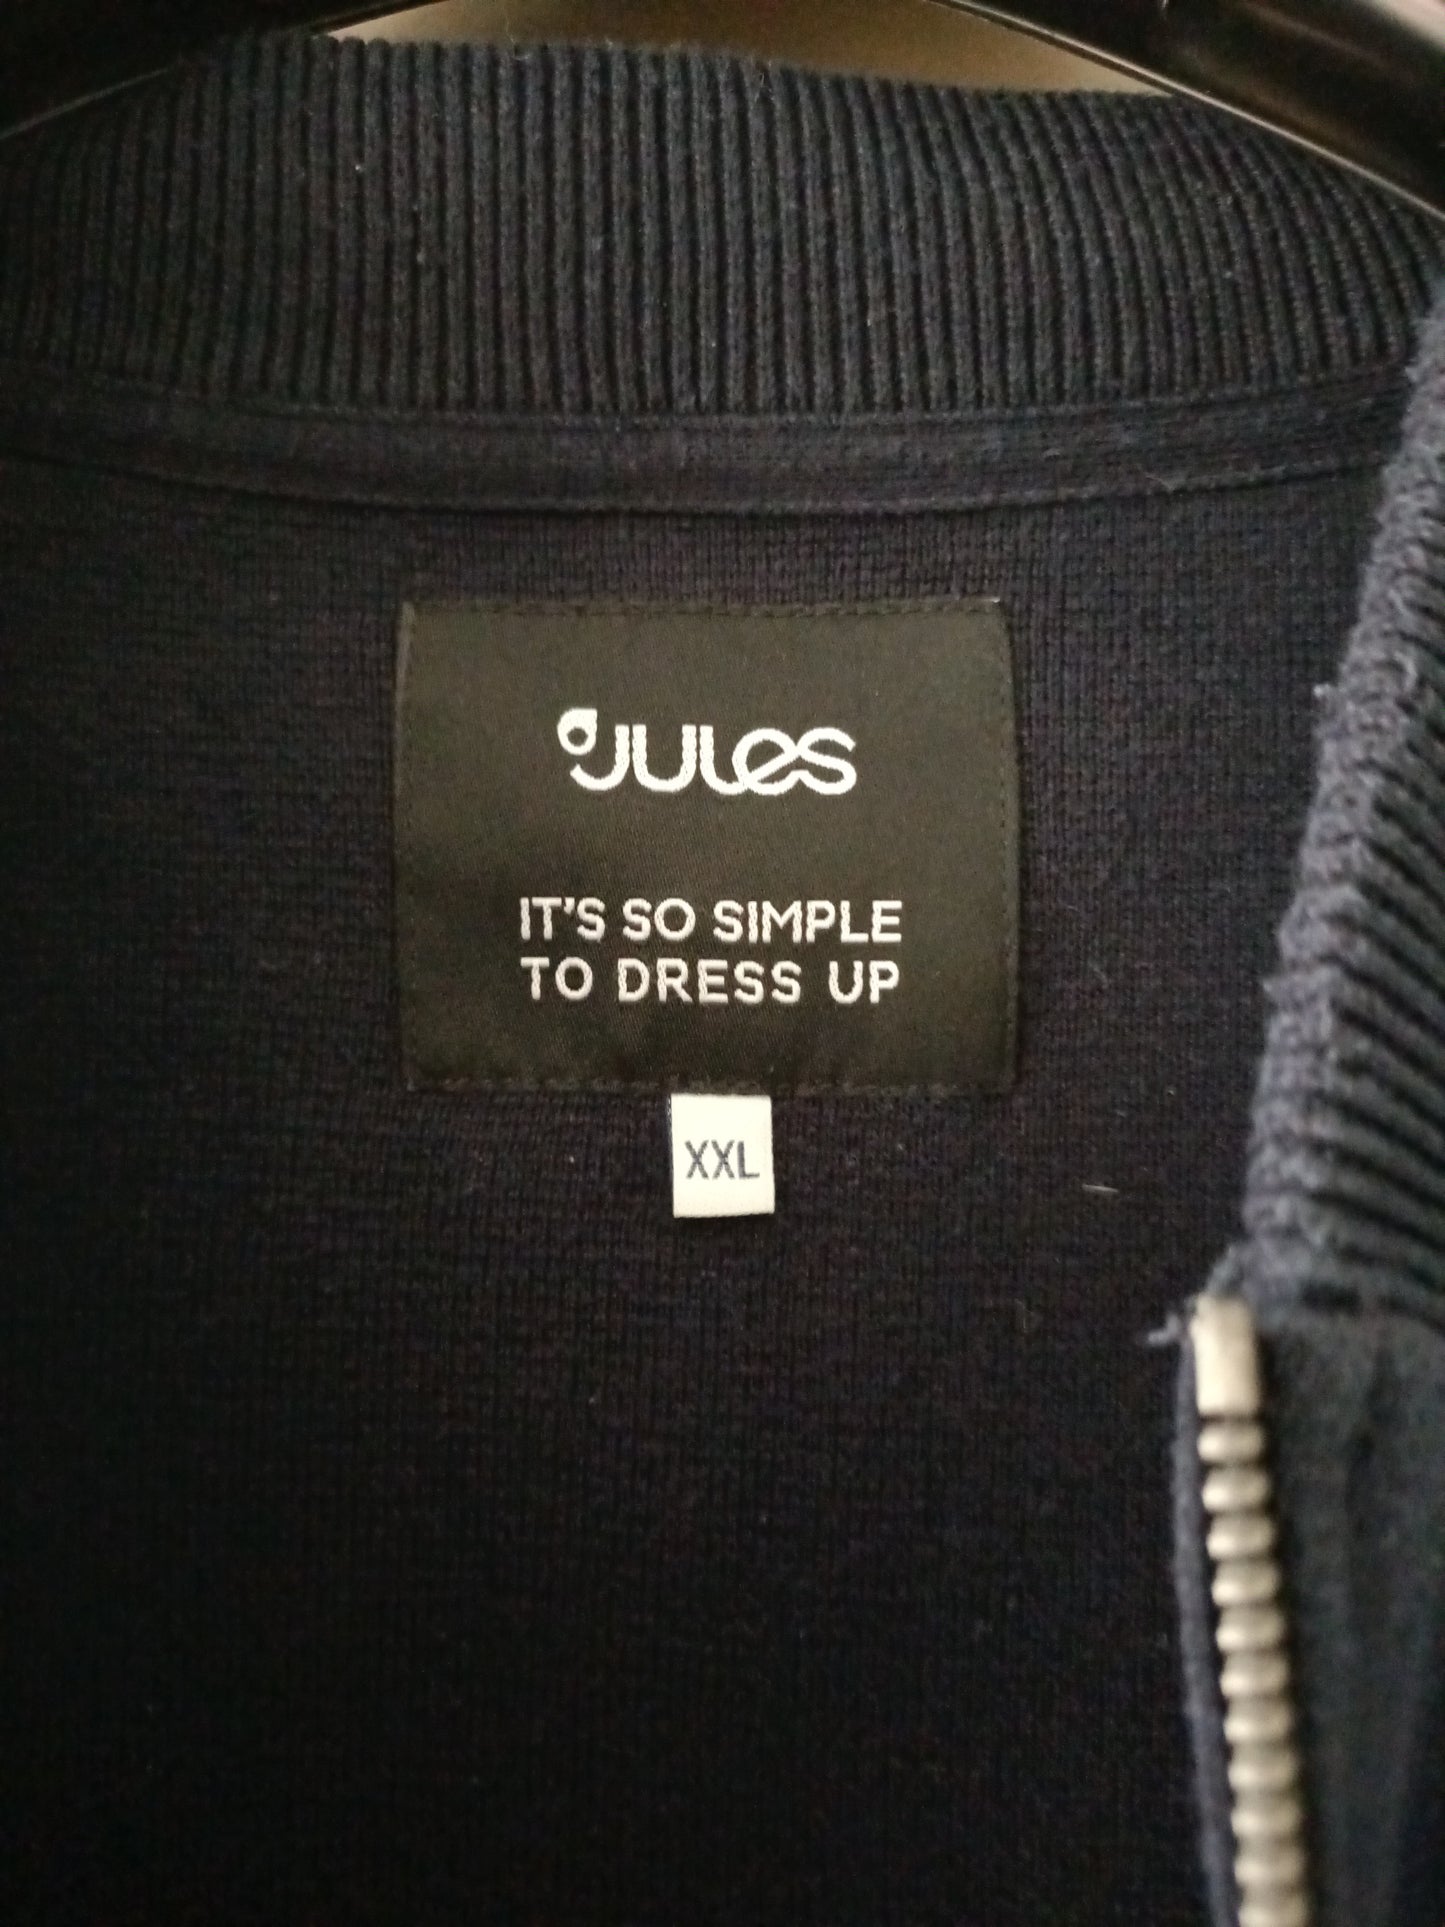 JULES
IT'S SO SIMPLE
TO DRESS UP
XXL